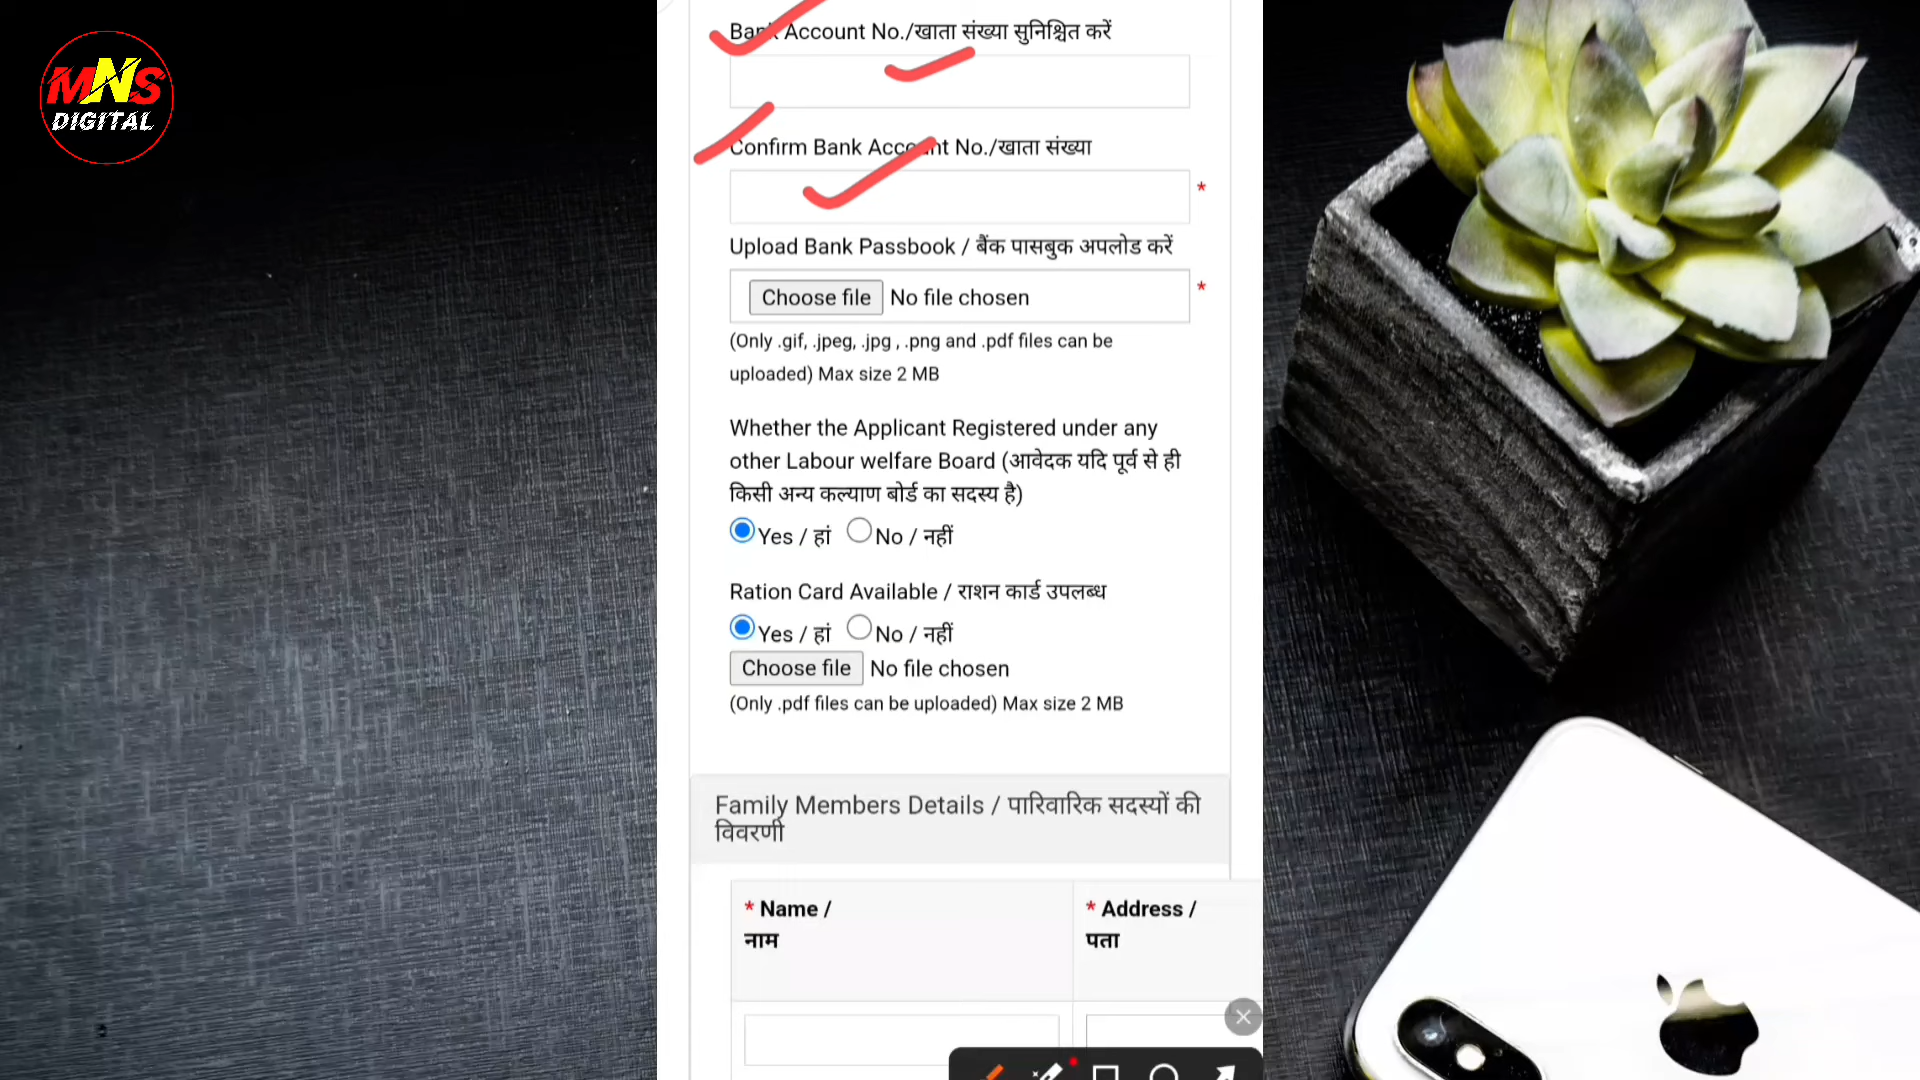 MNS
DIGITAL
Bank Account No./खाता संख्या सुनिश्चित करें
Confirm Bank Account No./खाता संख्या
*
Upload Bank Passbook / बैंक पासबुक अपलोड करें
Choose file No file chosen *
(Only .gif, .jpeg, .jpg , .png and .pdf files can be
uploaded) Max size 2 MB
Whether the Applicant Registered under any
other Labour welfare Board (आवेदक यदि पूर्व से ही
किसी अन्य कल्याण बोर्ड का सदस्य है)
Yes / हां No / नहीं
Ration Card Available / राशन कार्ड उपलब्ध
Yes / हां No / नहीं
Choose file No file chosen
(Only .pdf files can be uploaded) Max size 2 MB
Family Members Details / पारिवारिक सदस्यों की
विवरणी
* Name / * Address /
नाम पता